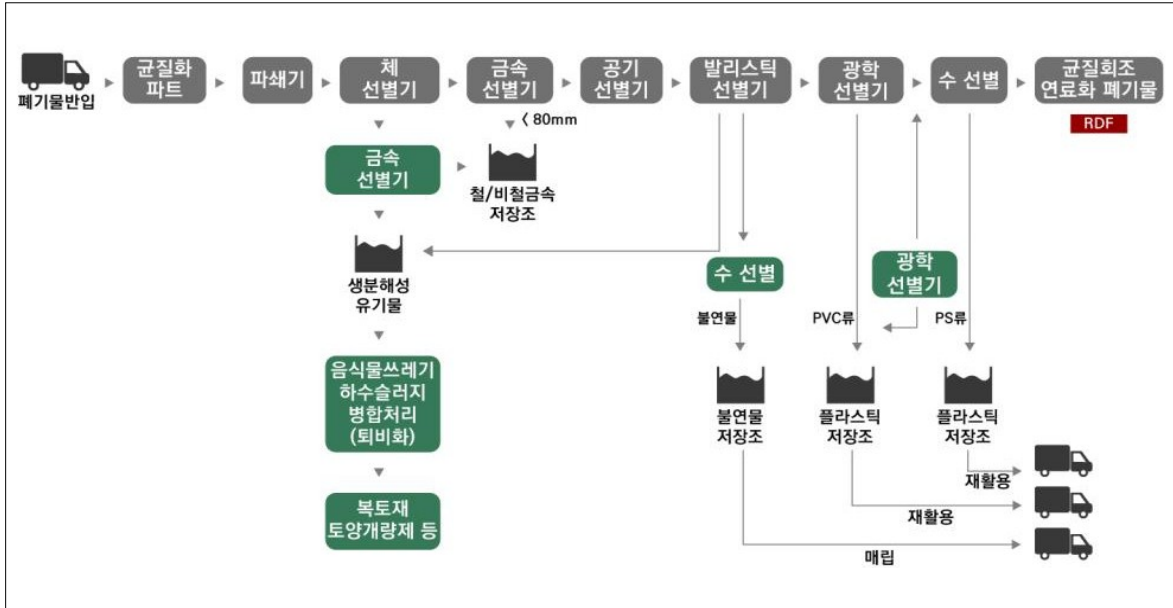 폐기물반입
균질화
파트
파쇄기
체
선별기
금속
선별기
공기
선별기
발리스틱
선별기
광학
선별기
수 선별
균질회조
연료화 폐기물
RDF
< 80mm
금속
선별기
철/비철금속
저장조
생분해성
유기물
수 선별
광학
선별기
불연물
PVC류
PS류
음식물쓰레기
하수슬러지
병합처리
(퇴비화)
불연물
저장조
플라스틱
저장조
플라스틱
저장조
재활용
재활용
매립
복토재
토양개량제 등